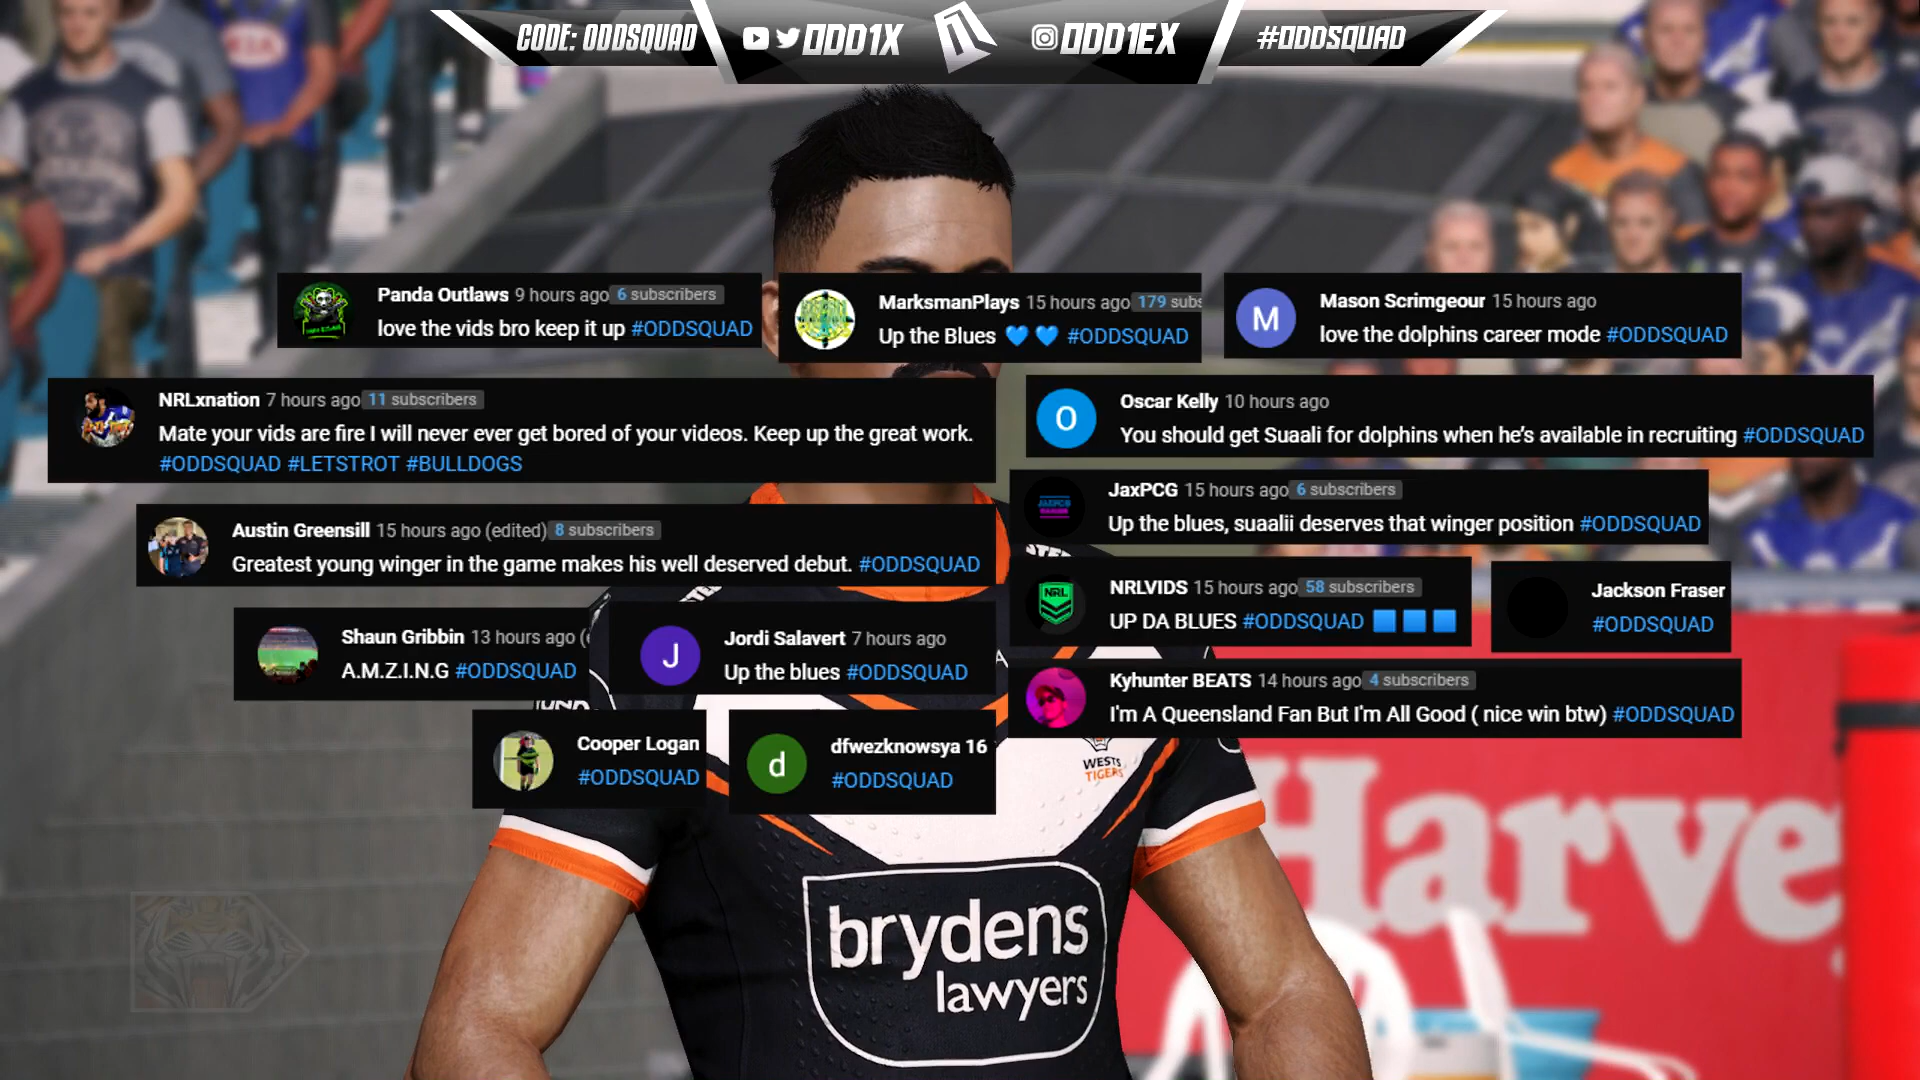 CODE: ODDSQUAD
ODD1X
ODD1EX
#ODDSQUAD
KIA
Panda Outlaws 9 hours ago 6 subscribers
love the vids bro keep it up #ODDSQUAD
MarksmanPlays 15 hours ago 179 subs
Up the Blues 💙 💙 #ODDSQUAD
M
Mason Scrimgeour 15 hours ago
love the dolphins career mode #ODDSQUAD
NRLxnation 7 hours ago 11 subscribers
Mate your vids are fire I will never ever get bored of your videos. Keep up the great work.
#ODDSQUAD #LETSTROT #BULLDOGS
O
Oscar Kelly 10 hours ago
You should get Suaali for dolphins when he's available in recruiting #ODDSQUAD
JaxPCG 15 hours ago 6 subscribers
Up the blues, suaalii deserves that winger position #ODDSQUAD
Austin Greensill 15 hours ago (edited) 8 subscribers
Greatest young winger in the game makes his well deserved debut. #ODDSQUAD
NRL
NRLVIDS 15 hours ago 58 subscribers
UP DA BLUES #ODDSQUAD 🟦 🟦 🟦
Jackson Fraser
#ODDSQUAD
Shaun Gribbin 13 hours ago (
A.M.Z.I.N.G #ODDSQUAD
J
Jordi Salavert 7 hours ago
Up the blues #ODDSQUAD
Kyhunter BEATS 14 hours ago 4 subscribers
I'm A Queensland Fan But I'm All Good ( nice win btw) #ODDSQUAD
Cooper Logan
#ODDSQUAD
d
dfwezknowsya 16
#ODDSQUAD
WESTS
TIGERS
Harve
brydens
lawyers